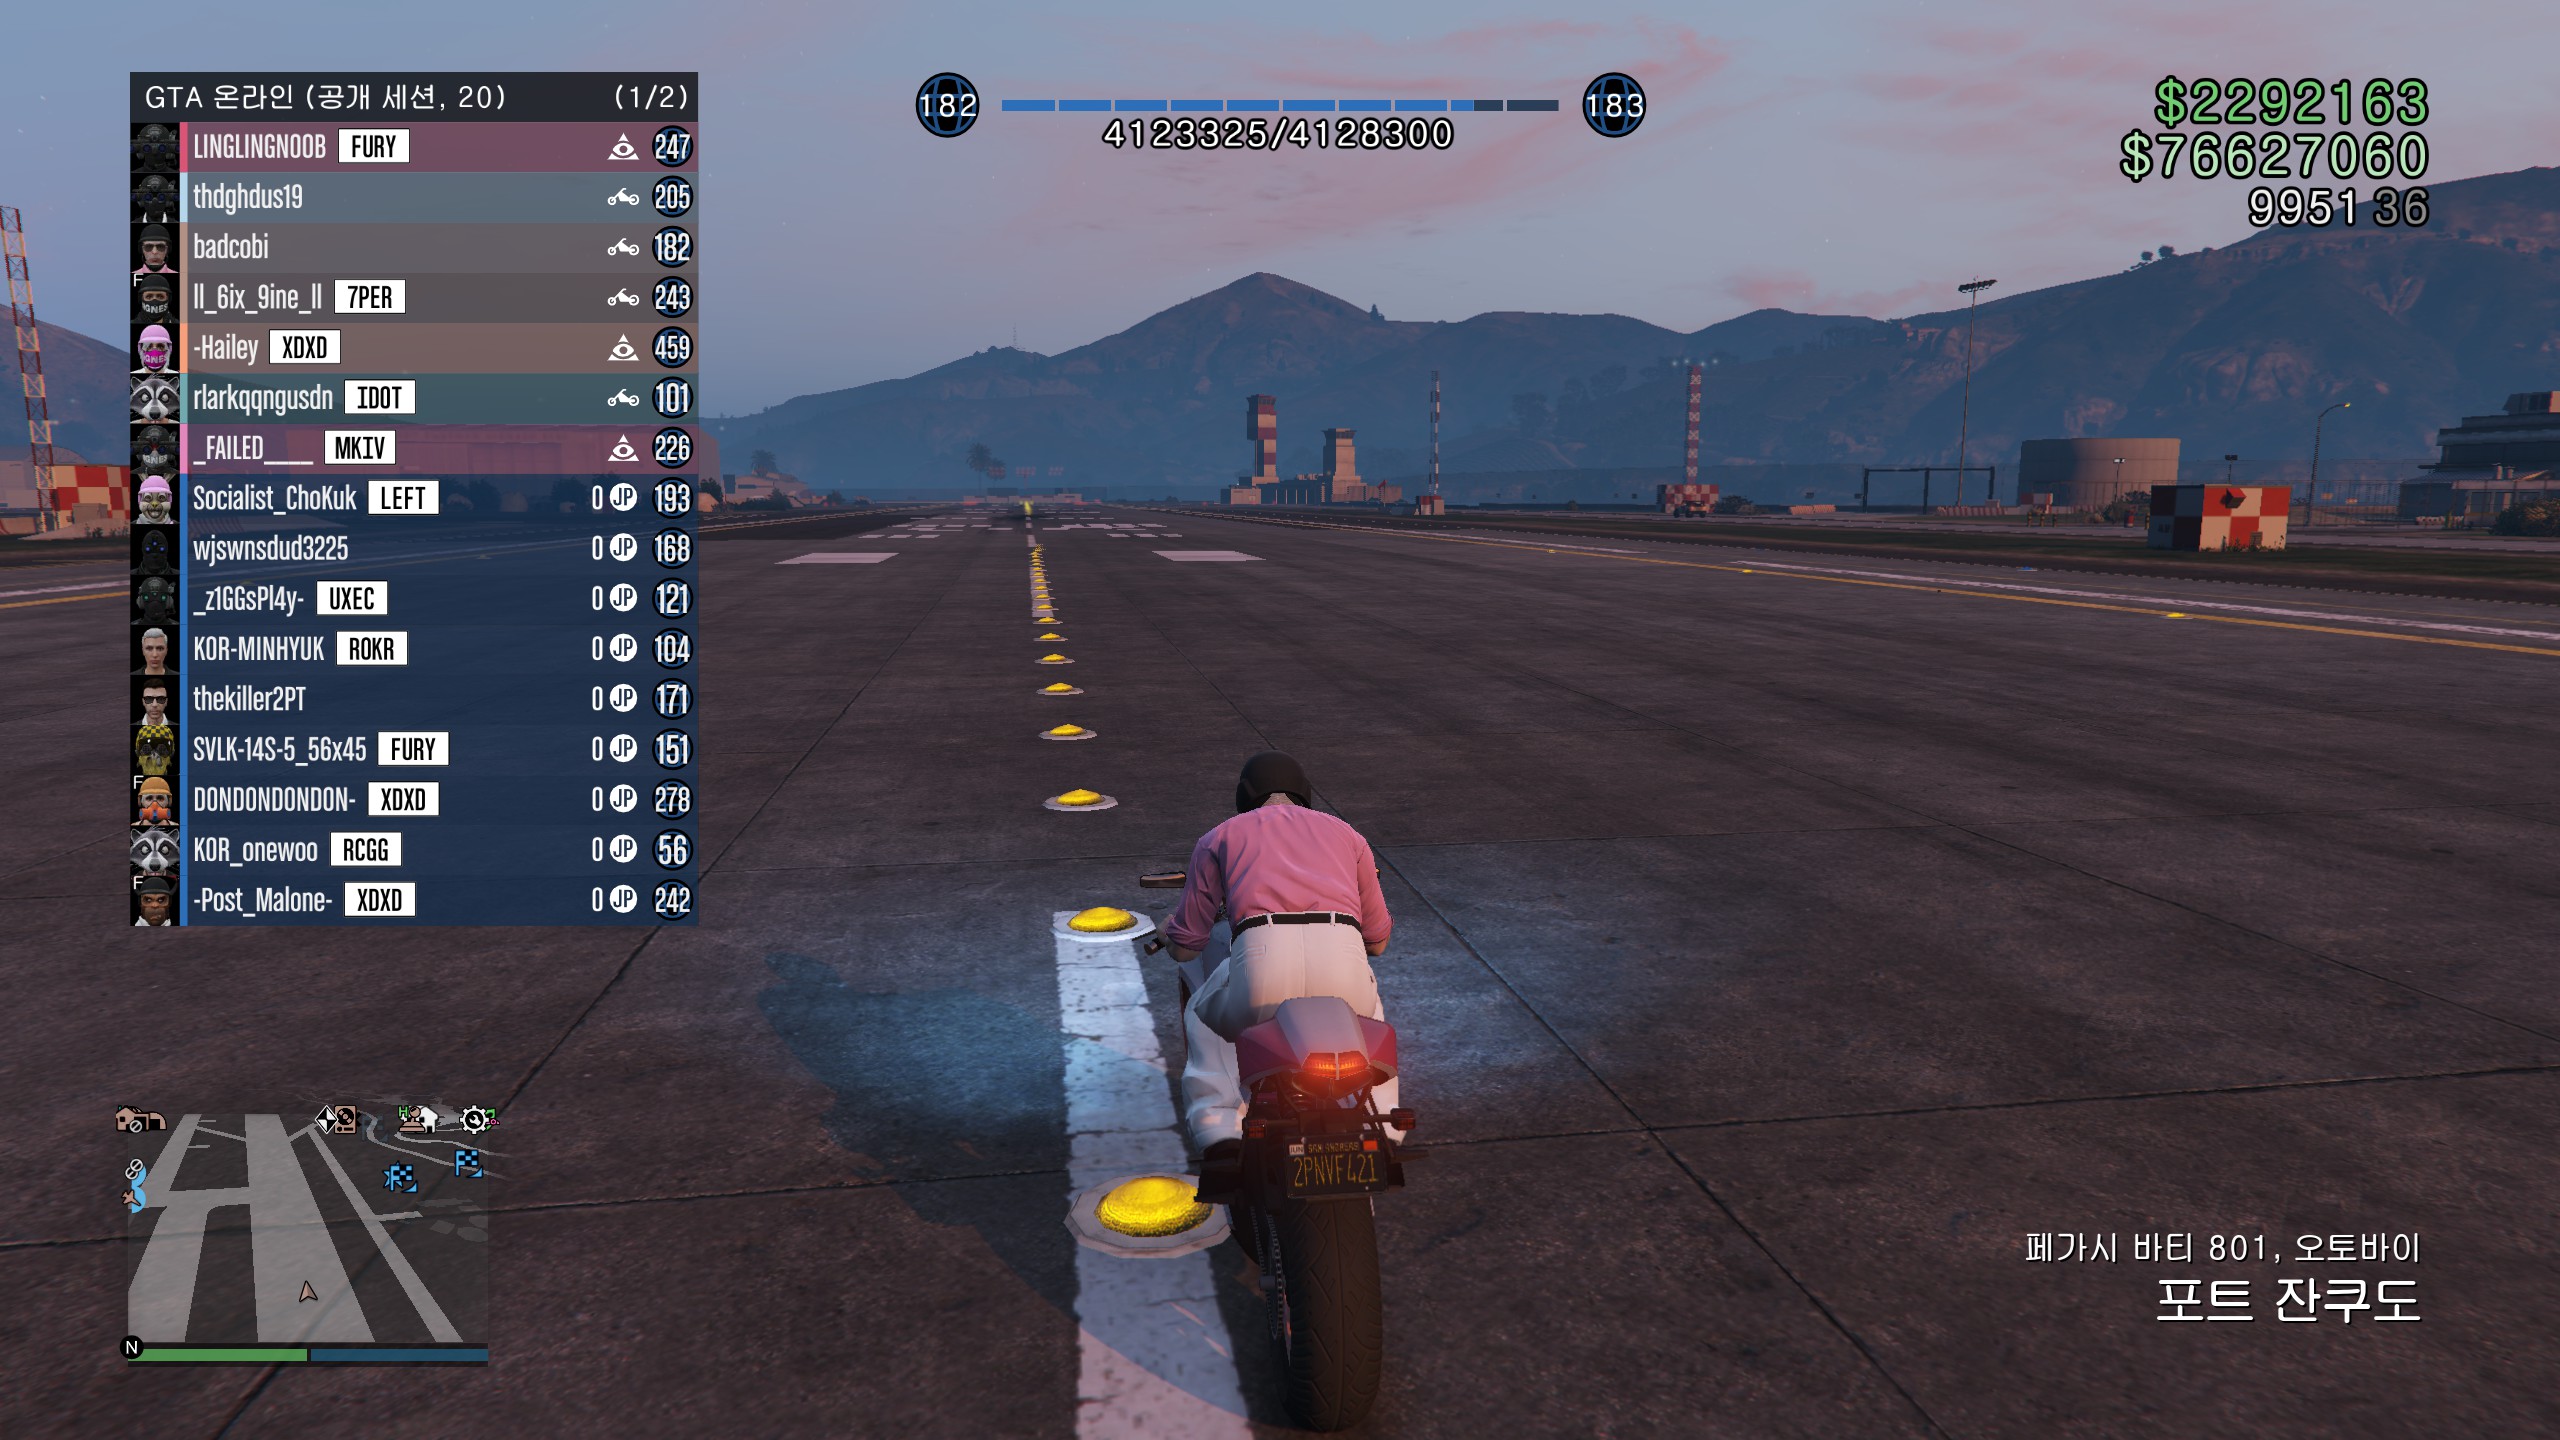 GTA 온라인 (공개 세션, 20) (1/2)
LINGLINGNOOB FURY 247
thdghdus19 205
badcobi 182
F ll_6ix_9ine_ll 7PER 243
-Hailey XDXD 459
rlarkqqngusdn IDOT 101
_FAILED____ MKIV 226
Socialist_ChoKuk LEFT 0 JP 193
wjswnsdud3225 0 JP 168
_z1GGsPl4y- UXEC 0 JP 121
KOR-MINHYUK ROKR 0 JP 104
thekiller2PT 0 JP 171
SVLK-14S-5_56x45 FURY 0 JP 151
F DONDONDONDON- XDXD 0 JP 278
KOR_onewoo RCGG 0 JP 56
F -Post_Malone- XDXD 0 JP 242
182 183
4123325/4128300
$2292163
$76627060
9951 36
SAN ANDREAS
2PNVF421
H
N
페가시 바티 801, 오토바이
포트 잔쿠도